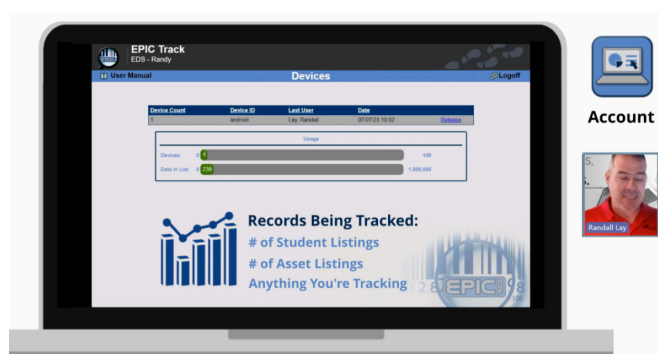 EPIC Track
EDS - Randy
User Manual
Devices
Logoff
Device Count Device ID Last User Date
1 android Lay, Randall 07/07/23 10:02 Release
Usage
Devices 0 1 100
Data in List 0 230 1,000,000
Records Being Tracked:
# of Student Listings
# of Asset Listings
Anything You're Tracking
EPIC
Account
S.
Randall Lay